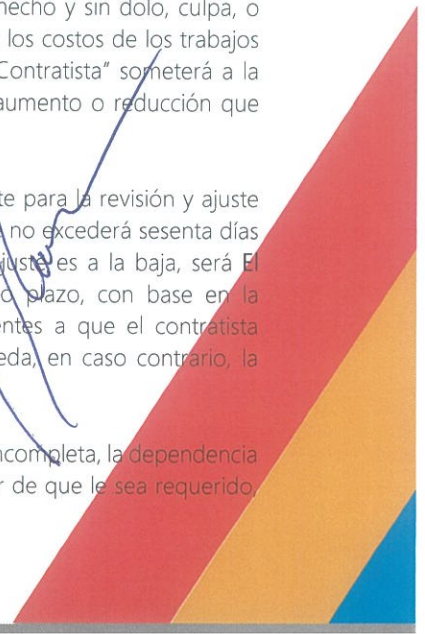 hecho y sin dolo, culpa, o
los costos de los trabajos
Contratista" someterá a la
aumento o reducción que
te para la revisión y ajuste
no excederá sesenta días
juste es a la baja, será El
o plazo, con base en la
entes a que el contratista
eda, en caso contrario, la
ncompleta, la dependencia
r de que le sea requerido,